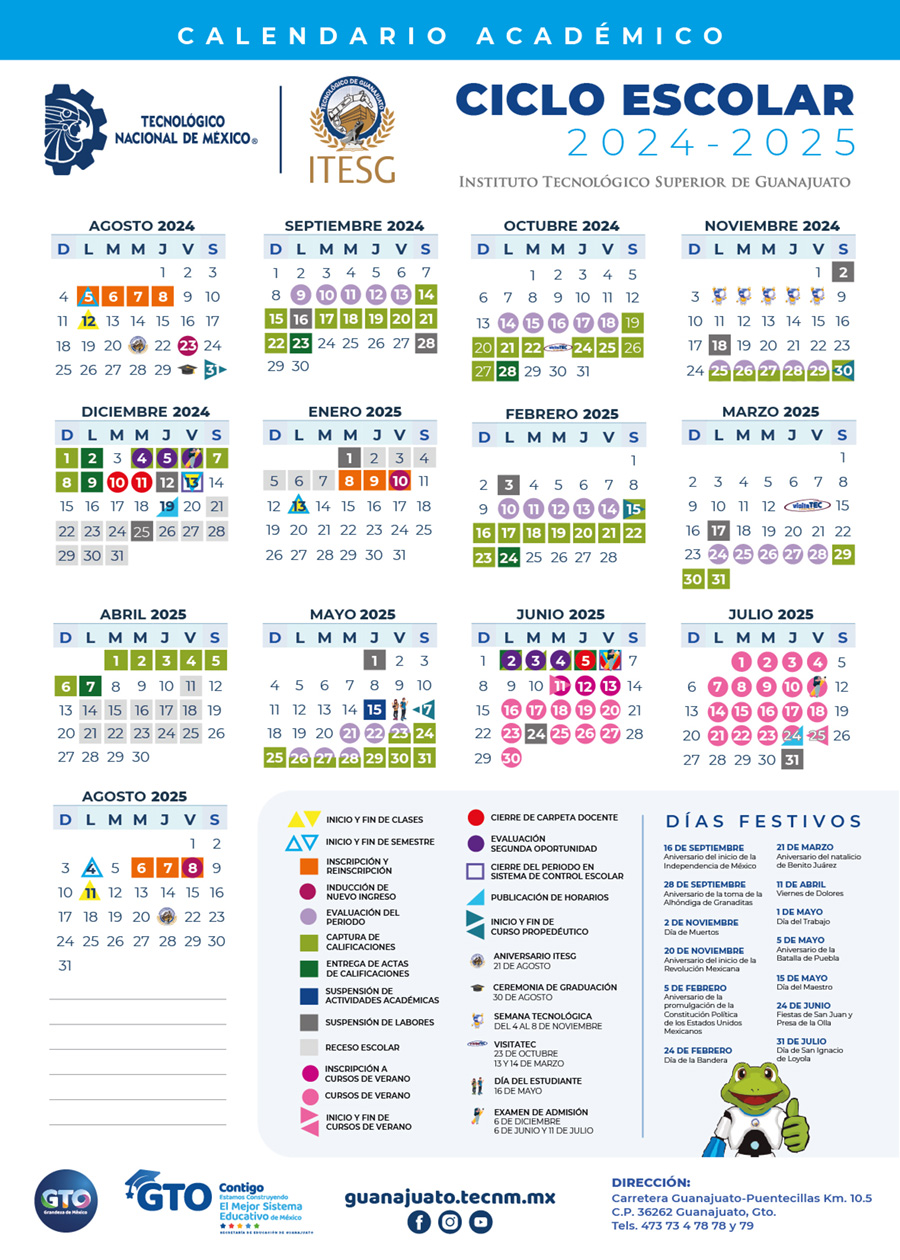 CALENDARIO ACADÉMICO
TECNOLÓGICO
NACIONAL DE MÉXICO®
TECNOLÓGICO DE GUANAJUATO
ITESG
CICLO ESCOLAR
2024-2025
INSTITUTO TECNOLÓGICO SUPERIOR DE GUANAJUATO
AGOSTO 2024
D L M M J V S
1 2 3
4 5 6 7 8 9 10
11 12 13 14 15 16 17
18 19 20 22 23 24
25 26 27 28 29 31
SEPTIEMBRE 2024
D L M M J V S
1 2 3 4 5 6 7
8 9 10 11 12 13 14
15 16 17 18 19 20 21
22 23 24 25 26 27 28
29 30
OCTUBRE 2024
D L M M J V S
1 2 3 4 5
6 7 8 9 10 11 12
13 14 15 16 17 18 19
20 21 22 visitaTEC 24 25 26
27 28 29 30 31
NOVIEMBRE 2024
D L M M J V S
1 2
3 9
10 11 12 13 14 15 16
17 18 19 20 21 22 23
24 25 26 27 28 29 30
DICIEMBRE 2024
D L M M J V S
1 2 3 4 5 7
8 9 10 11 12 13 14
15 16 17 18 19 20 21
22 23 24 25 26 27 28
29 30 31
ENERO 2025
D L M M J V S
1 2 3 4
5 6 7 8 9 10 11
12 13 14 15 16 17 18
19 20 21 22 23 24 25
26 27 28 29 30 31
FEBRERO 2025
D L M M J V S
1
2 3 4 5 6 7 8
9 10 11 12 13 14 15
16 17 18 19 20 21 22
23 24 25 26 27 28
MARZO 2025
D L M M J V S
1
2 3 4 5 6 7 8
9 10 11 12 visitaTEC 15
16 17 18 19 20 21 22
23 24 25 26 27 28 29
30 31
ABRIL 2025
D L M M J V S
1 2 3 4 5
6 7 8 9 10 11 12
13 14 15 16 17 18 19
20 21 22 23 24 25 26
27 28 29 30
MAYO 2025
D L M M J V S
1 2 3
4 5 6 7 8 9 10
11 12 13 14 15 17
18 19 20 21 22 23 24
25 26 27 28 29 30 31
JUNIO 2025
D L M M J V S
1 2 3 4 5 7
8 9 10 11 12 13 14
15 16 17 18 19 20 21
22 23 24 25 26 27 28
29 30
JULIO 2025
D L M M J V S
1 2 3 4 5
6 7 8 9 10 12
13 14 15 16 17 18 19
20 21 22 23 24 25 26
27 28 29 30 31
AGOSTO 2025
D L M M J V S
1 2
3 4 5 6 7 8 9
10 11 12 13 14 15 16
17 18 19 20 22 23
24 25 26 27 28 29 30
31
INICIO Y FIN DE CLASES
INICIO Y FIN DE SEMESTRE
INSCRIPCIÓN Y
REINSCRIPCIÓN
INDUCCIÓN DE
NUEVO INGRESO
EVALUACIÓN DEL
PERIODO
CAPTURA DE
CALIFICACIONES
ENTREGA DE ACTAS
DE CALIFICACIONES
SUSPENSIÓN DE
ACTIVIDADES ACADÉMICAS
SUSPENSIÓN DE LABORES
RECESO ESCOLAR
INSCRIPCIÓN A
CURSOS DE VERANO
CURSOS DE VERANO
INICIO Y FIN DE
CURSOS DE VERANO
CIERRE DE CARPETA DOCENTE
EVALUACIÓN
SEGUNDA OPORTUNIDAD
CIERRE DEL PERIODO EN
SISTEMA DE CONTROL ESCOLAR
PUBLICACIÓN DE HORARIOS
INICIO Y FIN DE
CURSO PROPEDÉUTICO
ANIVERSARIO ITESG
21 DE AGOSTO
CEREMONIA DE GRADUACIÓN
30 DE AGOSTO
SEMANA TECNOLÓGICA
DEL 4 AL 8 DE NOVIEMBRE
visitaTEC
VISITATEC
23 DE OCTUBRE
13 Y 14 DE MARZO
DÍA DEL ESTUDIANTE
16 DE MAYO
EXAMEN DE ADMISIÓN
6 DE DICIEMBRE
6 DE JUNIO Y 11 DE JULIO
DÍAS FESTIVOS
16 DE SEPTIEMBRE
Aniversario del inicio de la
Independencia de México
28 DE SEPTIEMBRE
Aniversario de la toma de la
Alhóndiga de Granaditas
2 DE NOVIEMBRE
Día de Muertos
20 DE NOVIEMBRE
Aniversario del inicio de la
Revolución Mexicana
5 DE FEBRERO
Aniversario de la
promulgación de la
Constitución Política
de los Estados Unidos
Mexicanos
24 DE FEBRERO
Día de la Bandera
21 DE MARZO
Aniversario del natalicio
de Benito Juárez
11 DE ABRIL
Viernes de Dolores
1 DE MAYO
Día del Trabajo
5 DE MAYO
Aniversario de la
Batalla de Puebla
15 DE MAYO
Día del Maestro
24 DE JUNIO
Fiestas de San Juan y
Presa de la Olla
31 DE JULIO
Día de San Ignacio
de Loyola
GTO
Grandeza de México
GTO
Contigo
Estamos Construyendo
El Mejor Sistema
Educativo de México
SECRETARÍA DE EDUCACIÓN DE GUANAJUATO
guanajuato.tecnm.mx
DIRECCIÓN:
Carretera Guanajuato-Puentecillas Km. 10.5
C.P. 36262 Guanajuato, Gto.
Tels. 473 73 4 78 78 y 79